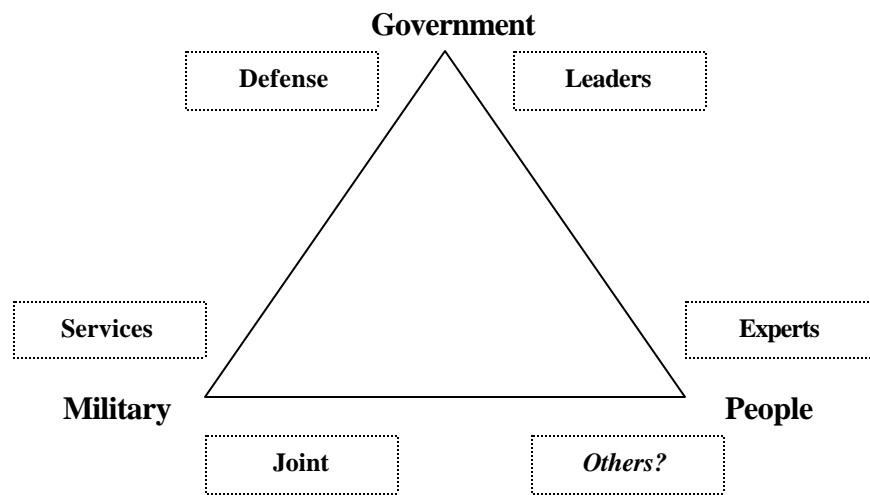 Government
Defense
Leaders
Services
Experts
Military
People
Joint
Others?